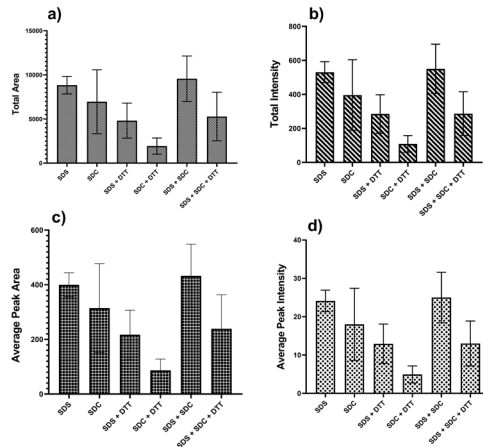 a)
Total Area
15000
10000
5000
0
SDS
SDC
SDS + DTT
SDC + DTT
SDS + SDC
SDS + SDC + DTT
b)
Total Intensity
800
600
400
200
0
SDS
SDC
SDS + DTT
SDC + DTT
SDS + SDC
SDS + SDC + DTT
c)
Average Peak Area
600
400
200
0
SDS
SDC
SDS + DTT
SDC + DTT
SDS + SDC
SDS + SDC + DTT
d)
Average Peak Intensity
40
30
20
10
0
SDS
SDC
SDS + DTT
SDC + DTT
SDS + SDC
SDS + SDC + DTT